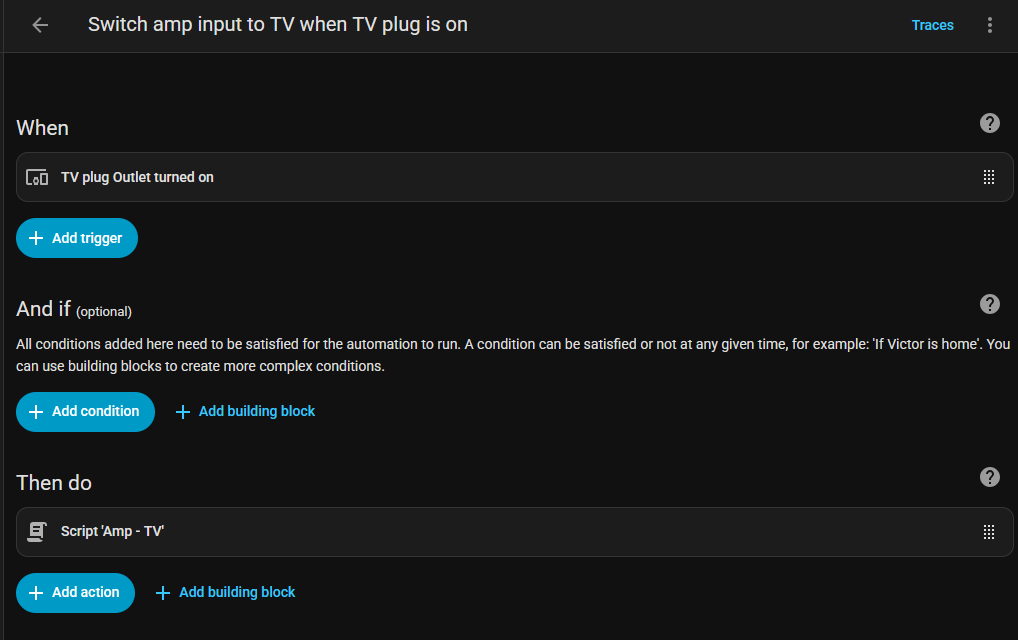 Switch amp input to TV when TV plug is on
Traces
When
TV plug Outlet turned on
Add trigger
And if (optional)
All conditions added here need to be satisfied for the automation to run. A condition can be satisfied or not at any given time, for example: 'If Victor is home'. You
can use building blocks to create more complex conditions.
Add condition
Add building block
Then do
Script 'Amp - TV'
Add action
Add building block